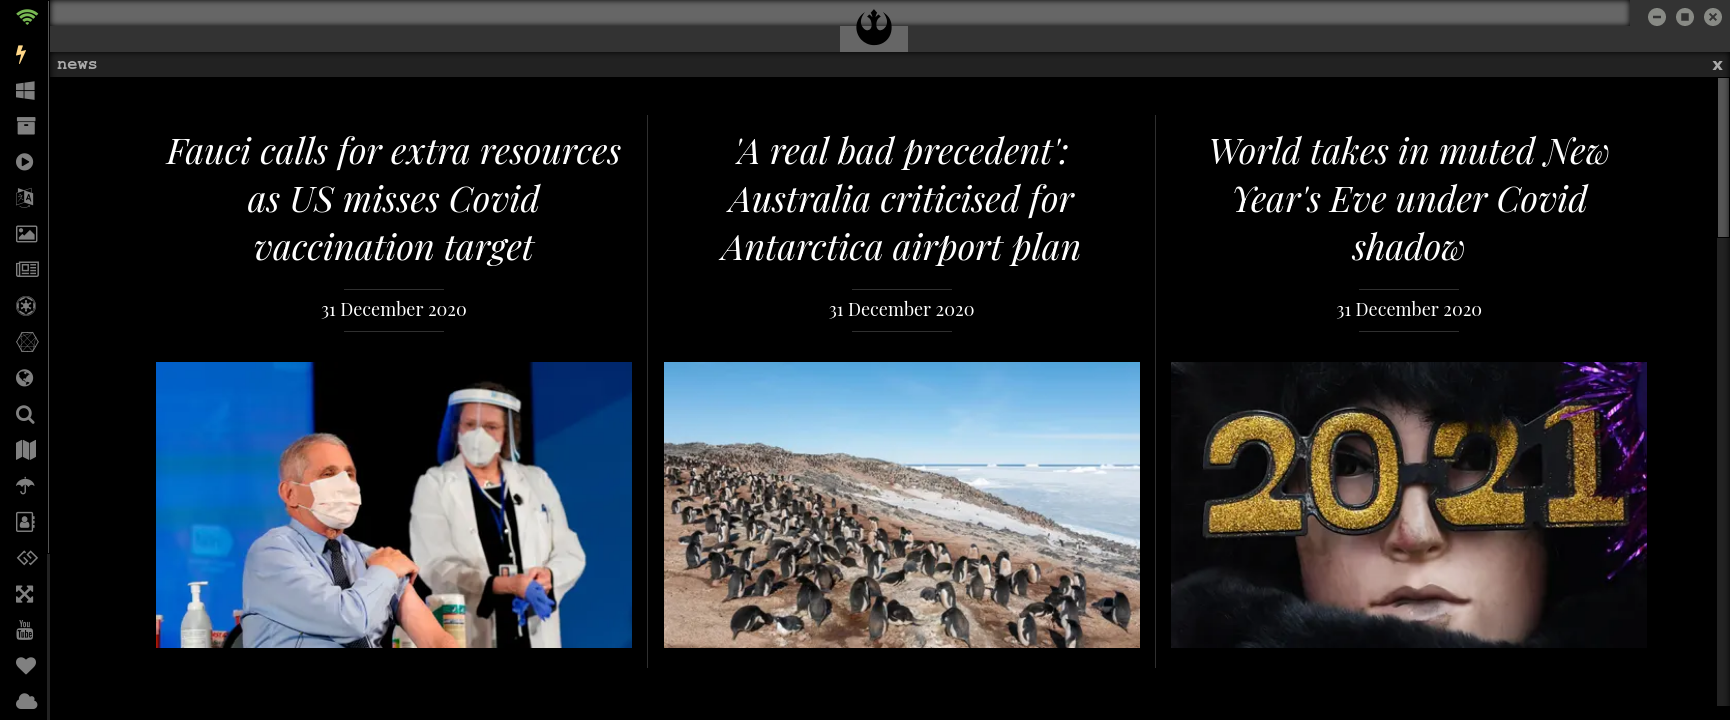 news
x
Fauci calls for extra resources
as US misses Covid
vaccination target
31 December 2020
'A real bad precedent':
Australia criticised for
Antarctica airport plan
31 December 2020
World takes in muted New
Year's Eve under Covid
shadow
31 December 2020
2021
You
Tube